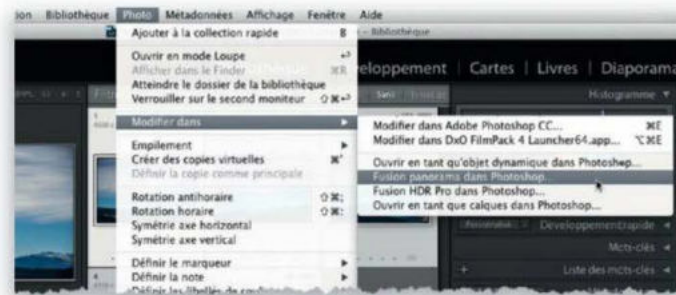 ion Bibliothèque Photo Métadonnées Affichage Fenêtre Aide
Ajouter à la collection rapide B
– Bibliothèque
Ouvrir en mode Loupe ↩
Afficher dans le Finder ⌘R
Atteindre le dossier de la bibliothèque
Verrouiller sur le second moniteur ⇧⌘↩
eloppement | Cartes | Livres | Diaporama
Histogramme ▼
Modifier dans ▶
Modifier dans Adobe Photoshop CC... ⌘E
Modifier dans DxO FilmPack 4 Launcher64.app... ⌥⌘E
Ouvrir en tant qu'objet dynamique dans Photoshop...
Fusion panorama dans Photoshop...
Fusion HDR Pro dans Photoshop...
Ouvrir en tant que calques dans Photoshop...
Empilement ▶
Créer des copies virtuelles ⌘'
Définir la copie comme principale
Rotation antihoraire ⇧⌘;
Rotation horaire ⇧⌘:
Symétrie axe horizontal
Symétrie axe vertical
Développement rapide ◀
Mots-clés ◀
+ Liste des mots-clés ◀
Définir le marqueur ▶
Définir la note ▶
Définir les libellés de